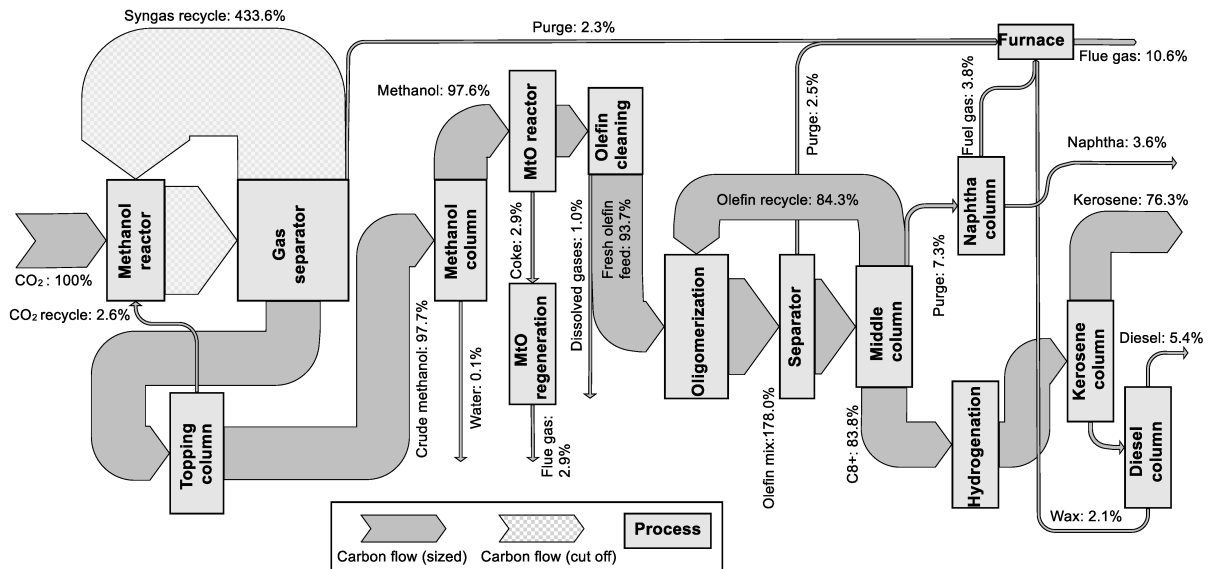 Syngas recycle: 433.6%
Purge: 2.3%
Furnace
Flue gas: 10.6%
Methanol: 97.6%
MtO reactor
Olefin
cleaning
Purge: 2.5%
Fuel gas: 3.8%
Naphtha: 3.6%
Methanol
reactor
Gas
separator
Methanol
column
Coke: 2.9%
Dissolved gases: 1.0%
Fresh olefin
feed: 93.7%
Olefin recycle: 84.3%
Naphtha
column
Kerosene: 76.3%
CO₂ : 100%
CO₂ recycle: 2.6%
Crude methanol: 97.7%
Water: 0.1%
MtO
regeneration
Oligomerization
Separator
Middle
column
Purge: 7.3%
Kerosene
column
Diesel: 5.4%
Topping
column
Flue gas:
2.9%
Olefin mix:178.0%
C8+: 83.8%
Hydrogenation
Diesel
column
Wax: 2.1%
Carbon flow (sized)
Carbon flow (cut off)
Process